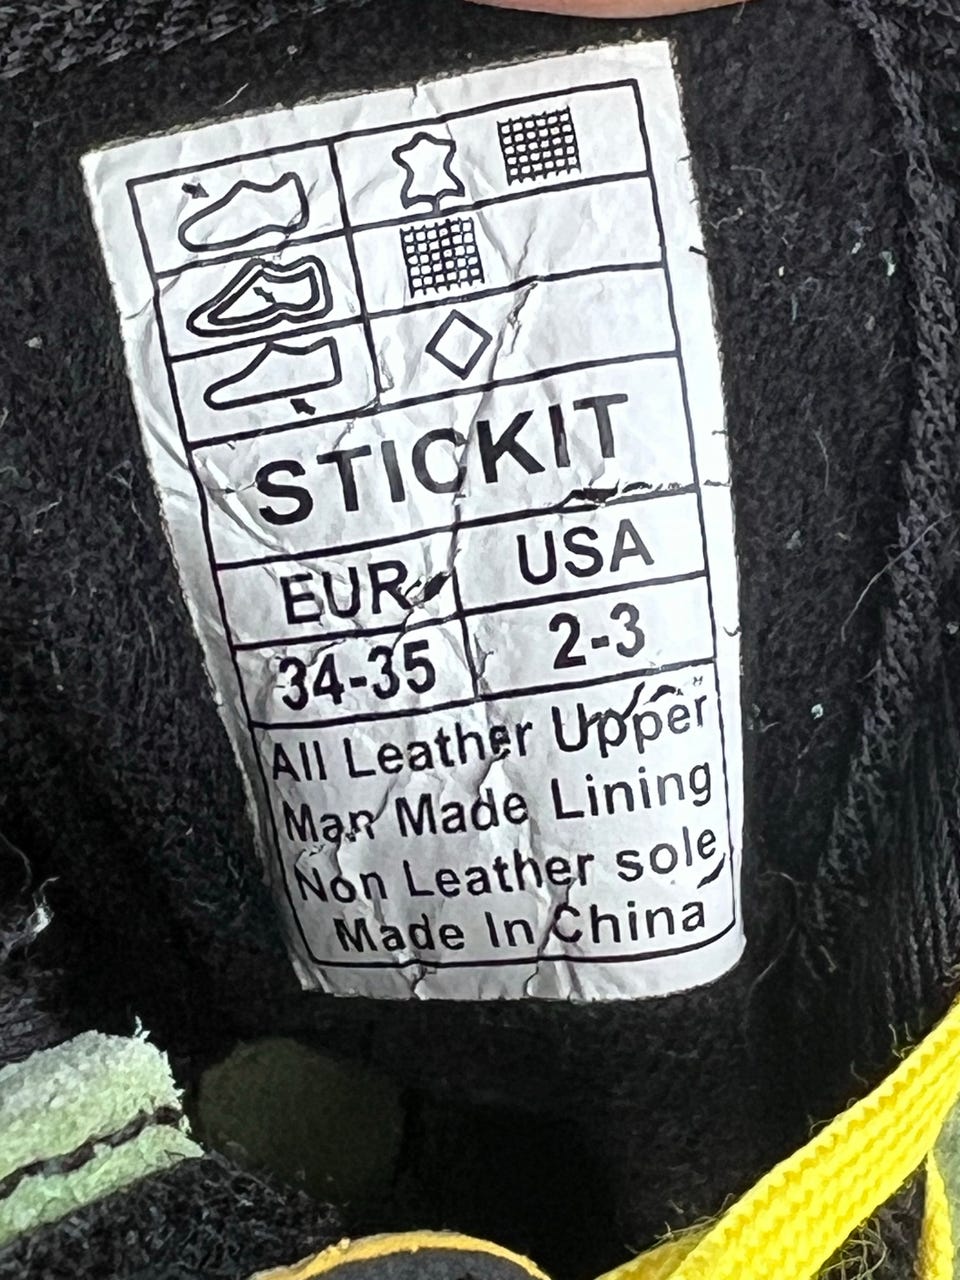 STICKIT
EUR USA
34-35 2-3
All Leather Upper
Man Made Lining
Non Leather sole
Made In China